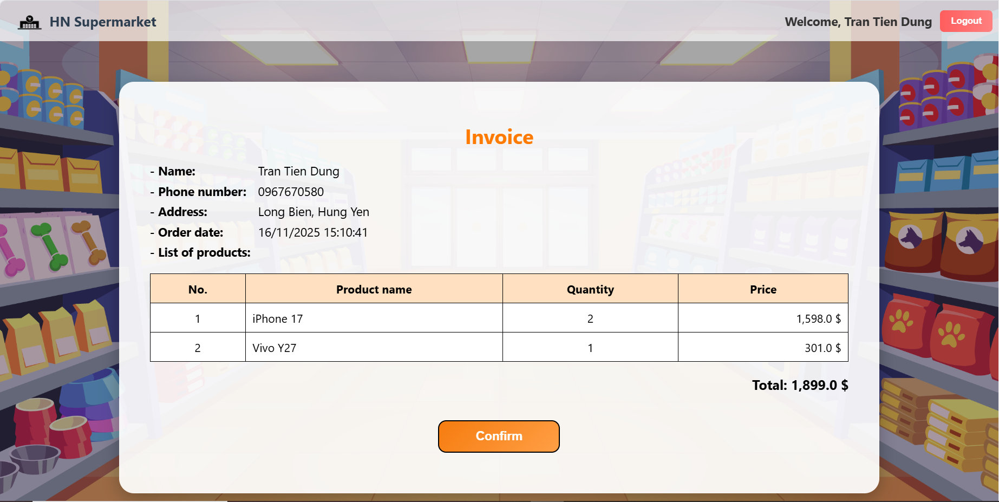 HN Supermarket
Welcome, Tran Tien Dung
Logout
Invoice
- Name: Tran Tien Dung
- Phone number: 0967670580
- Address: Long Bien, Hung Yen
- Order date: 16/11/2025 15:10:41
- List of products:
No. Product name Quantity Price
1 iPhone 17 2 1,598.0 $
2 Vivo Y27 1 301.0 $
Total: 1,899.0 $
Confirm